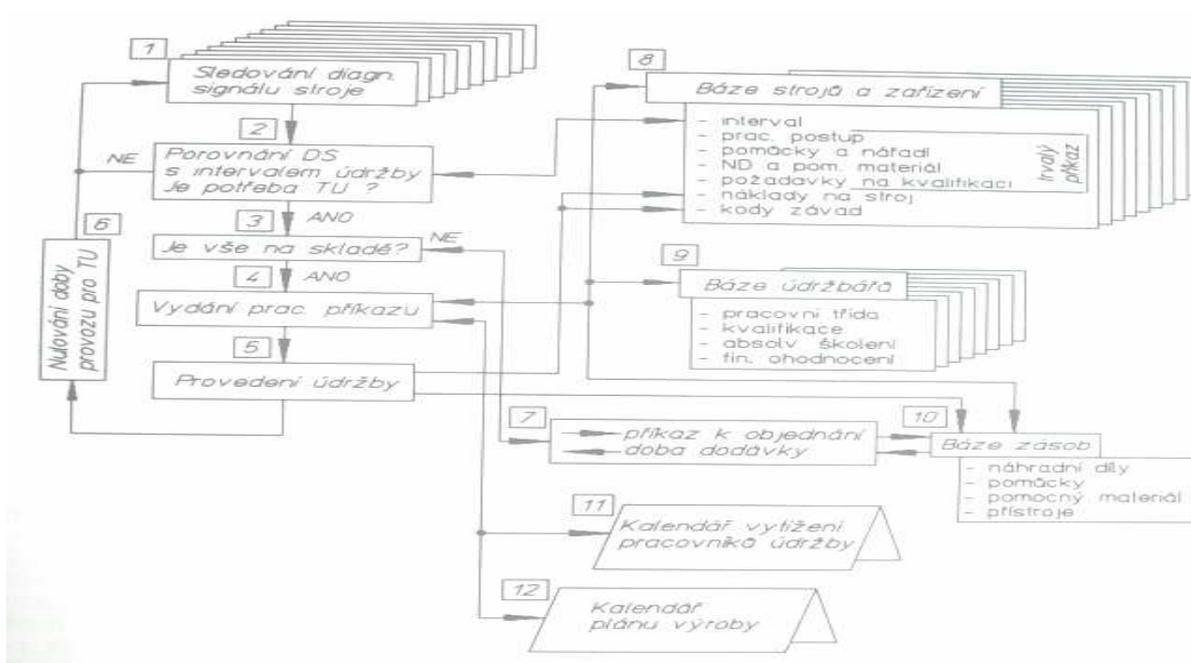 1
Sledování diagn.
signálu stroje
2
NE
Porovnání DS
s intervalem údržby
Je potřeba TU ?
3
ANO
Je vše na skladě?
NE
4
ANO
Vydání prac. příkazu
5
Provedení údržby
6
Nulování doby
provozu pro TU
7
příkaz k objednání
doba dodávky
8
Báze strojů a zařízení
- interval
- prac. postup
- pomůcky a nářadí
- ND a pom. materiál
- požadavky na kvalifikaci
- náklady na stroj
- kody závad
trvalý
příkaz
9
Báze údržbářů
- pracovní třída
- kvalifikace
- absolv školení
- fin. ohodnocení
10
Báze zásob
- náhradní díly
- pomůcky
- pomocný materiál
- přístroje
11
Kalendář vytížení
pracovníků údržby
12
Kalendář
plánu výroby